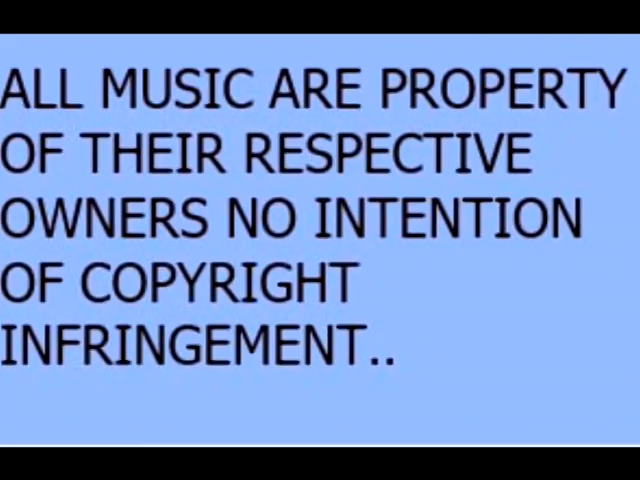 ALL MUSIC ARE PROPERTY
OF THEIR RESPECTIVE
OWNERS NO INTENTION
OF COPYRIGHT
INFRINGEMENT..